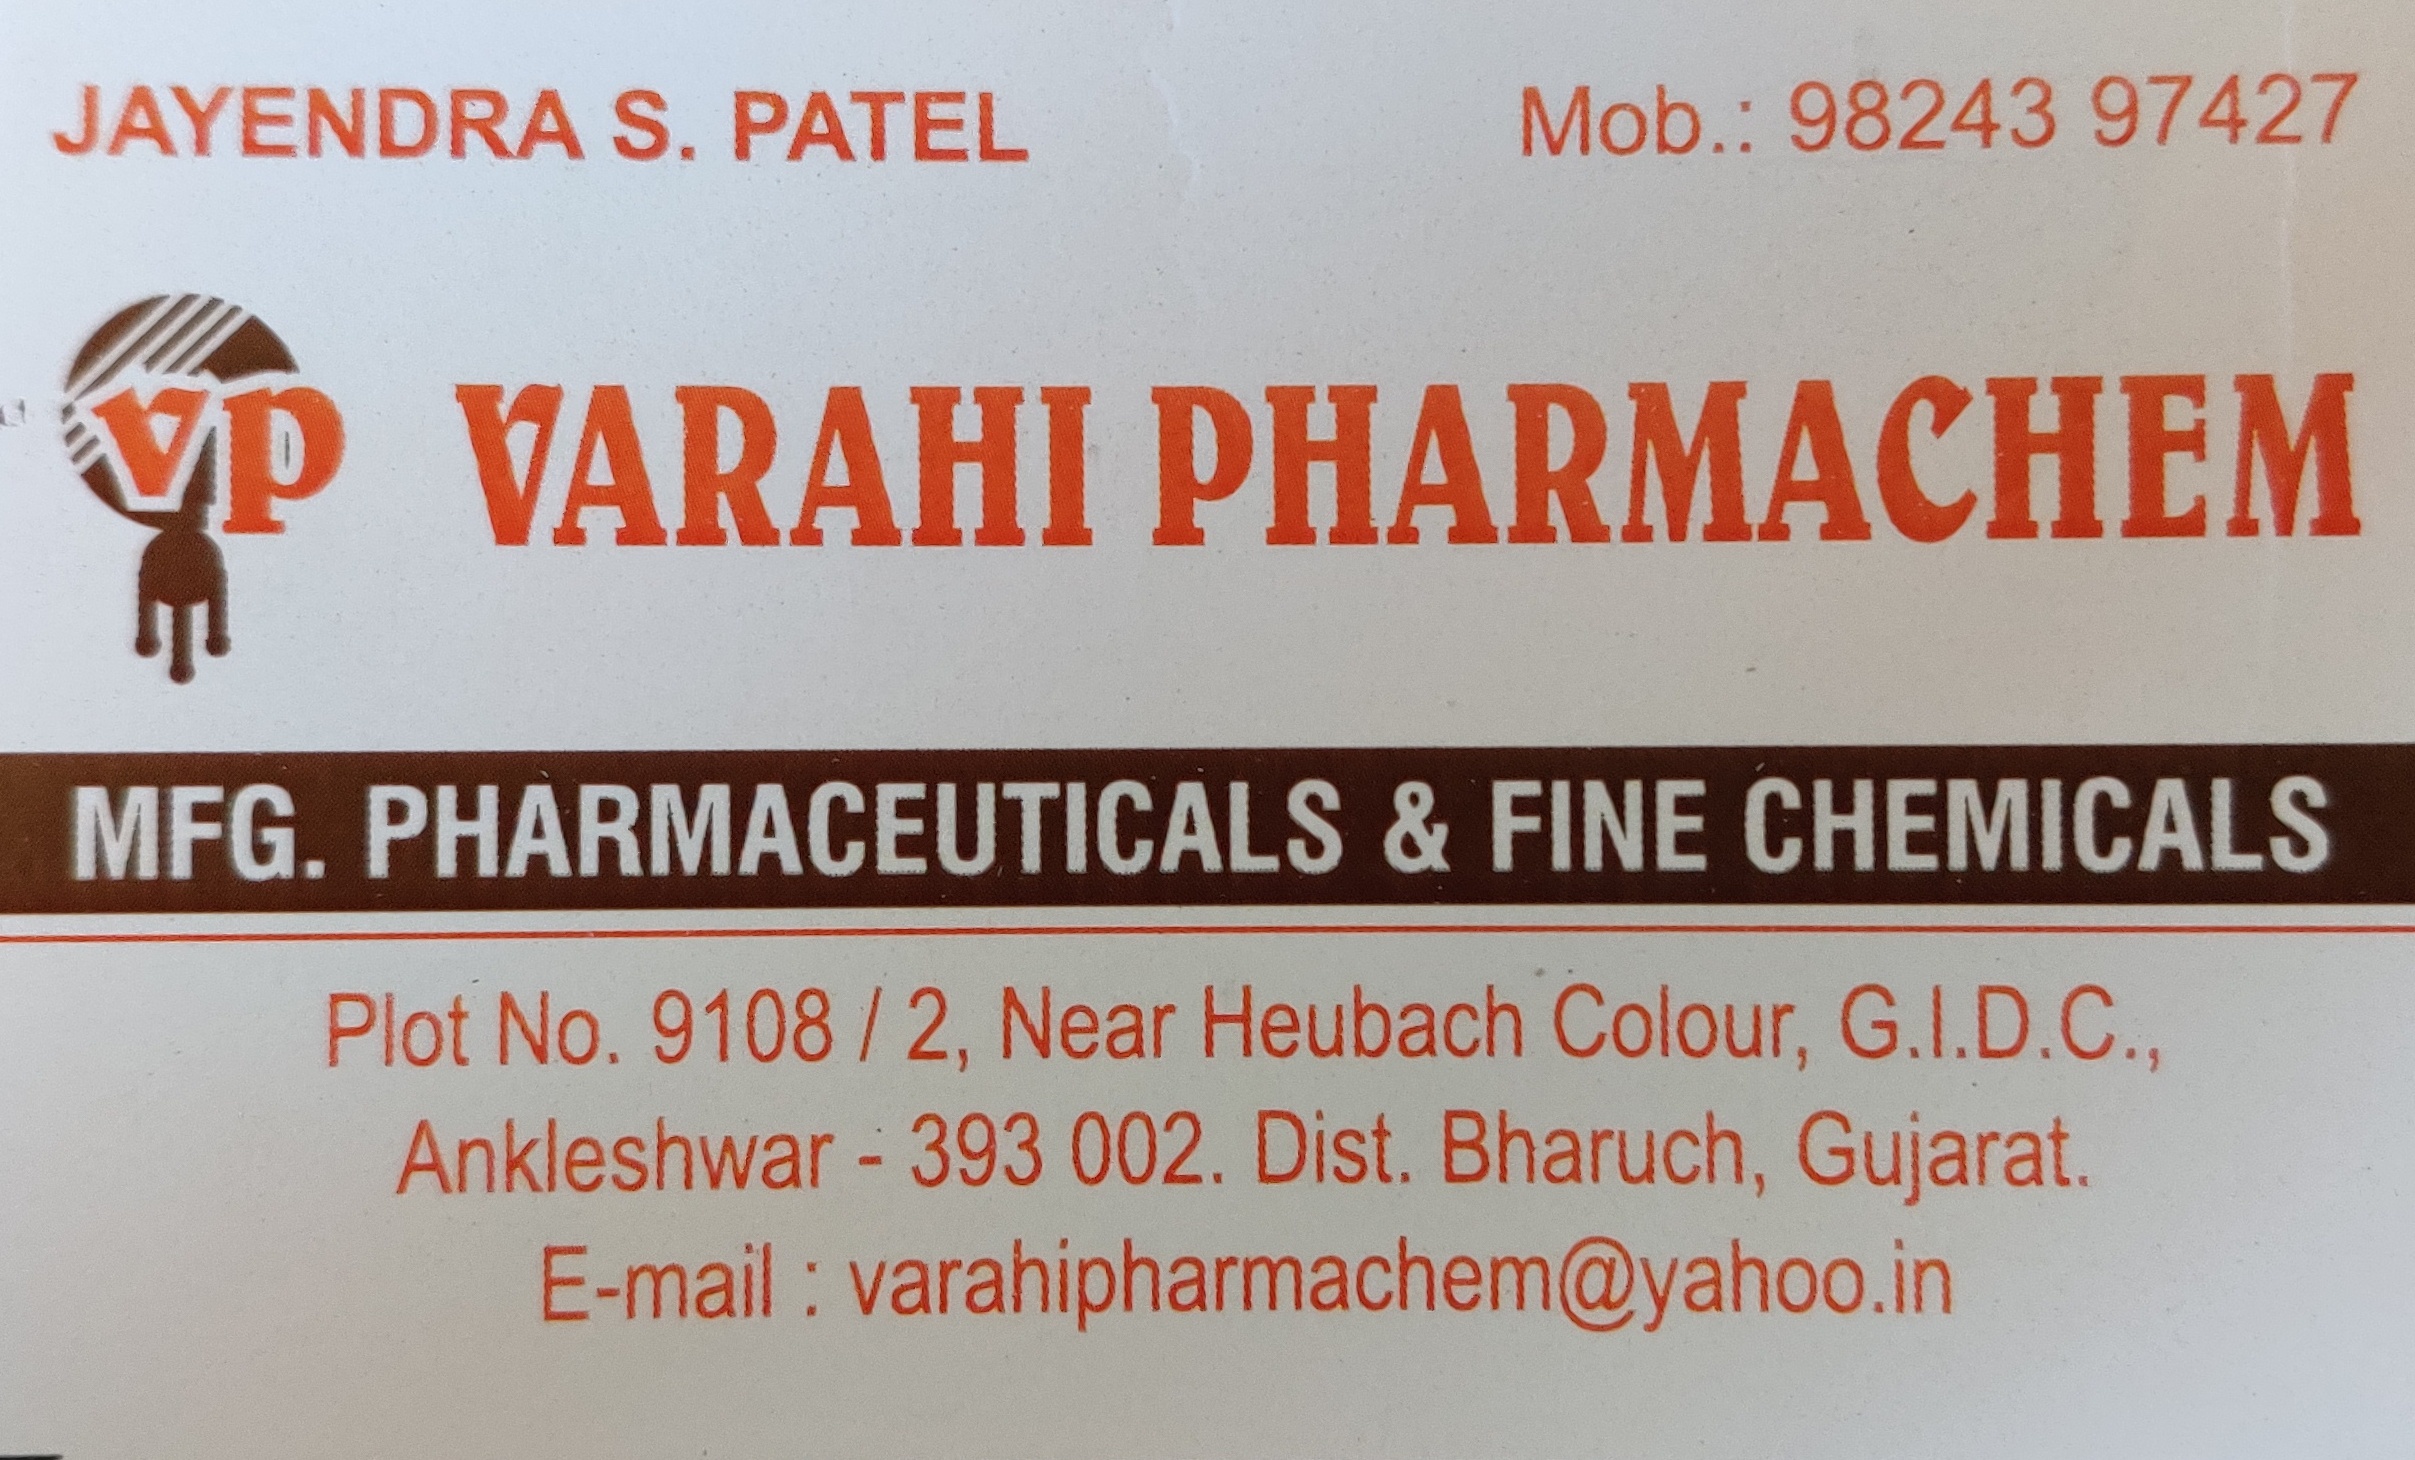 JAYENDRA S. PATEL Mob.: 98243 97427
vp VARAHI PHARMACHEM
MFG. PHARMACEUTICALS & FINE CHEMICALS
Plot No. 9108 / 2, Near Heubach Colour, G.I.D.C.,
Ankleshwar - 393 002. Dist. Bharuch, Gujarat.
E-mail : varahipharmachem@yahoo.in